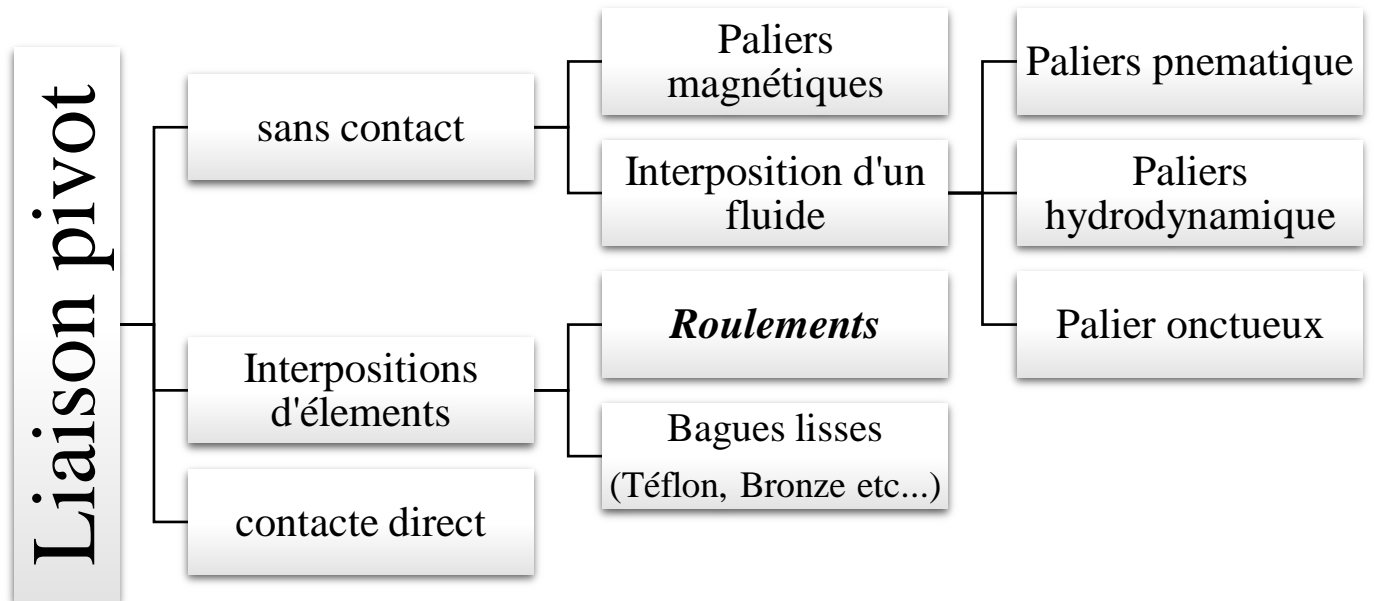 Liaison pivot
sans contact
Paliers
magnétiques
Interposition d'un
fluide
Paliers pnematique
Paliers
hydrodynamique
Palier onctueux
Interpositions
d'élements
Roulements
Bagues lisses
(Téflon, Bronze etc...)
contacte direct